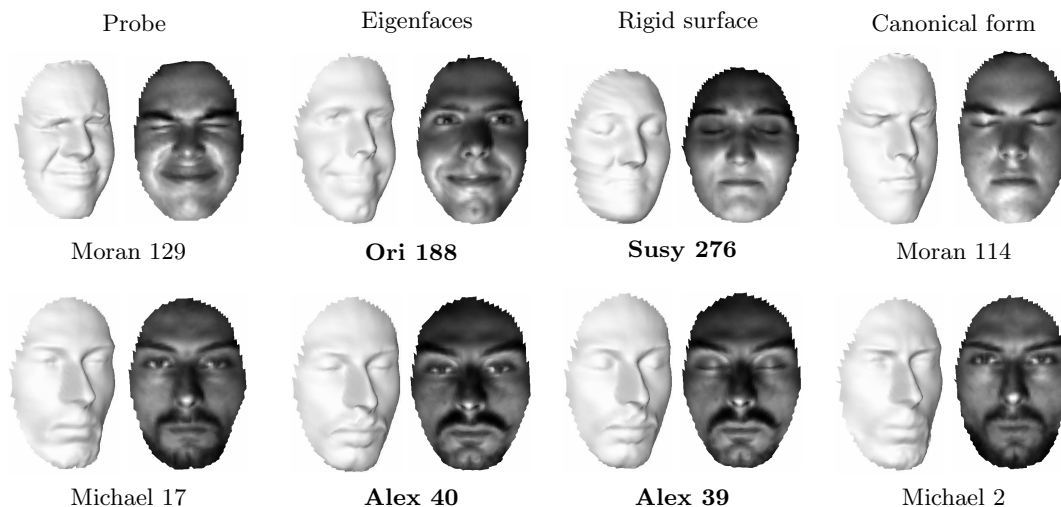 Probe Eigenfaces Rigid surface Canonical form
Moran 129 Ori 188 Susy 276 Moran 114
Michael 17 Alex 40 Alex 39 Michael 2